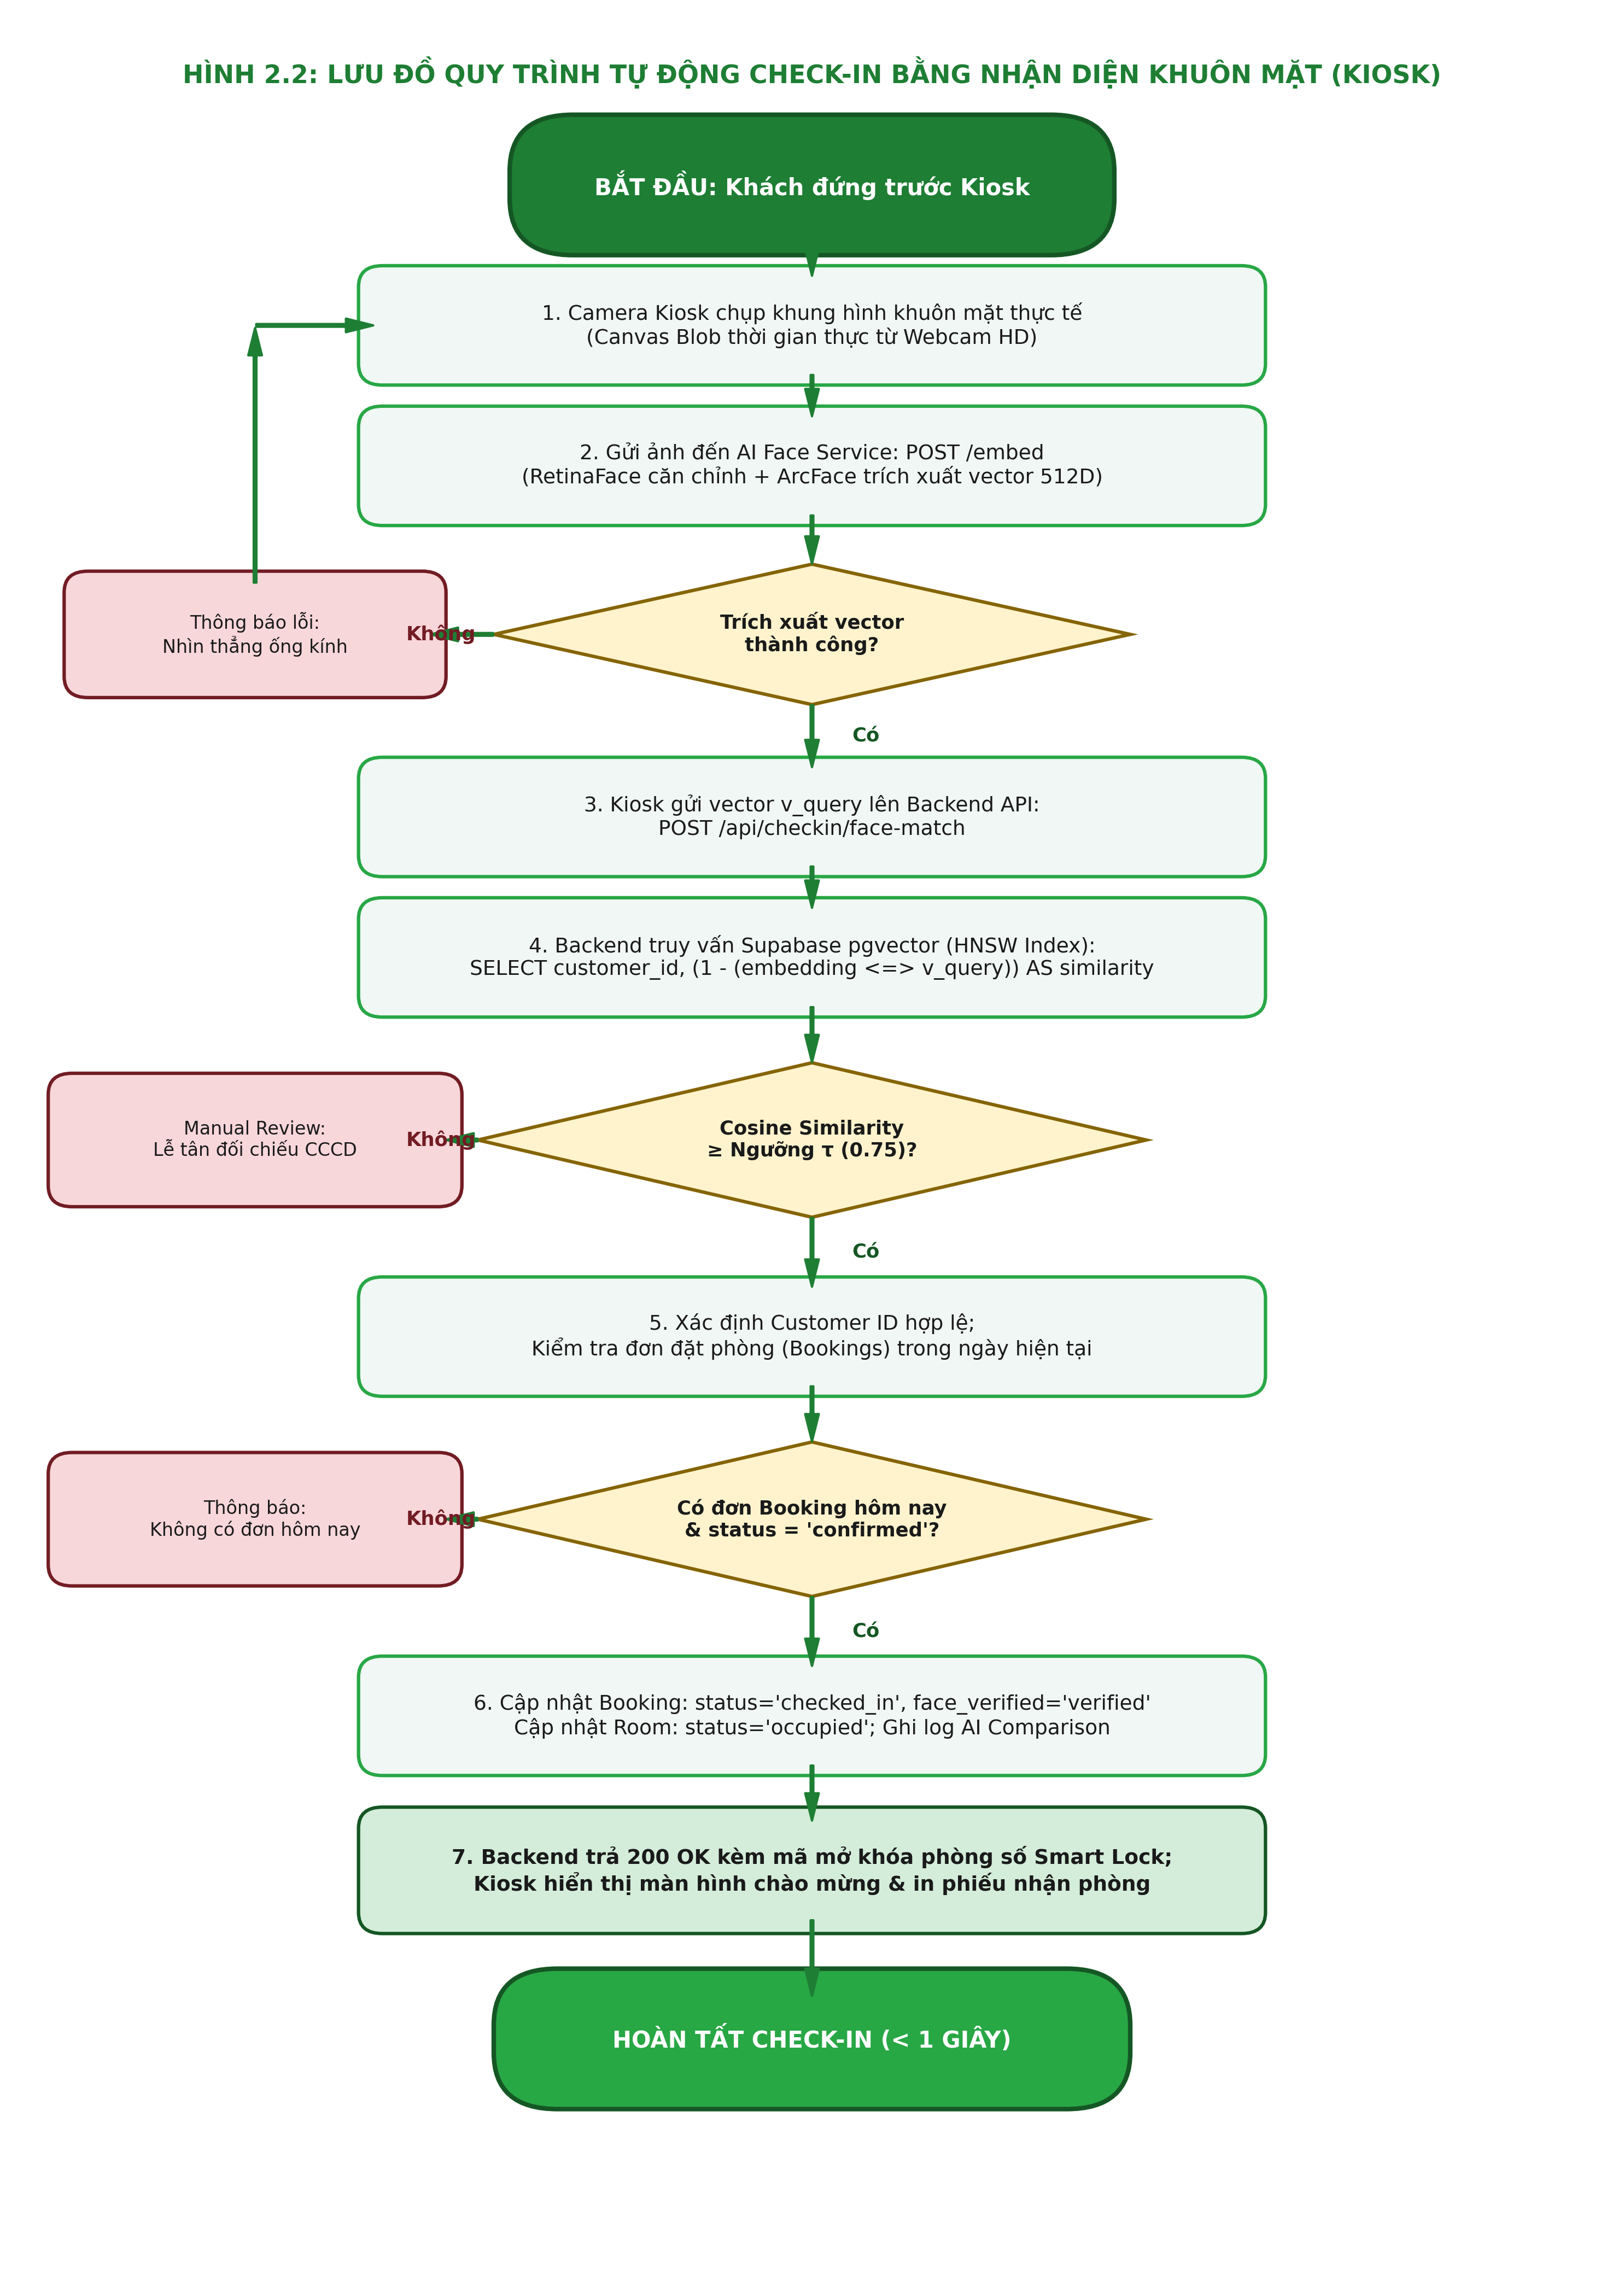 HÌNH 2.2: LƯU ĐỒ QUY TRÌNH TỰ ĐỘNG CHECK-IN BẰNG NHẬN DIỆN KHUÔN MẶT (KIOSK)
BẮT ĐẦU: Khách đứng trước Kiosk
1. Camera Kiosk chụp khung hình khuôn mặt thực tế
(Canvas Blob thời gian thực từ Webcam HD)
2. Gửi ảnh đến AI Face Service: POST /embed
(RetinaFace căn chỉnh + ArcFace trích xuất vector 512D)
Trích xuất vector
thành công?
Không
Thông báo lỗi:
Nhìn thẳng ống kính
Có
3. Kiosk gửi vector v_query lên Backend API:
POST /api/checkin/face-match
4. Backend truy vấn Supabase pgvector (HNSW Index):
SELECT customer_id, (1 - (embedding <=> v_query)) AS similarity
Cosine Similarity
≥ Ngưỡng τ (0.75)?
Không
Manual Review:
Lễ tân đối chiếu CCCD
Có
5. Xác định Customer ID hợp lệ;
Kiểm tra đơn đặt phòng (Bookings) trong ngày hiện tại
Có đơn Booking hôm nay
& status = 'confirmed'?
Không
Thông báo:
Không có đơn hôm nay
Có
6. Cập nhật Booking: status='checked_in', face_verified='verified'
Cập nhật Room: status='occupied'; Ghi log AI Comparison
7. Backend trả 200 OK kèm mã mở khóa phòng số Smart Lock;
Kiosk hiển thị màn hình chào mừng & in phiếu nhận phòng
HOÀN TẤT CHECK-IN (< 1 GIÂY)